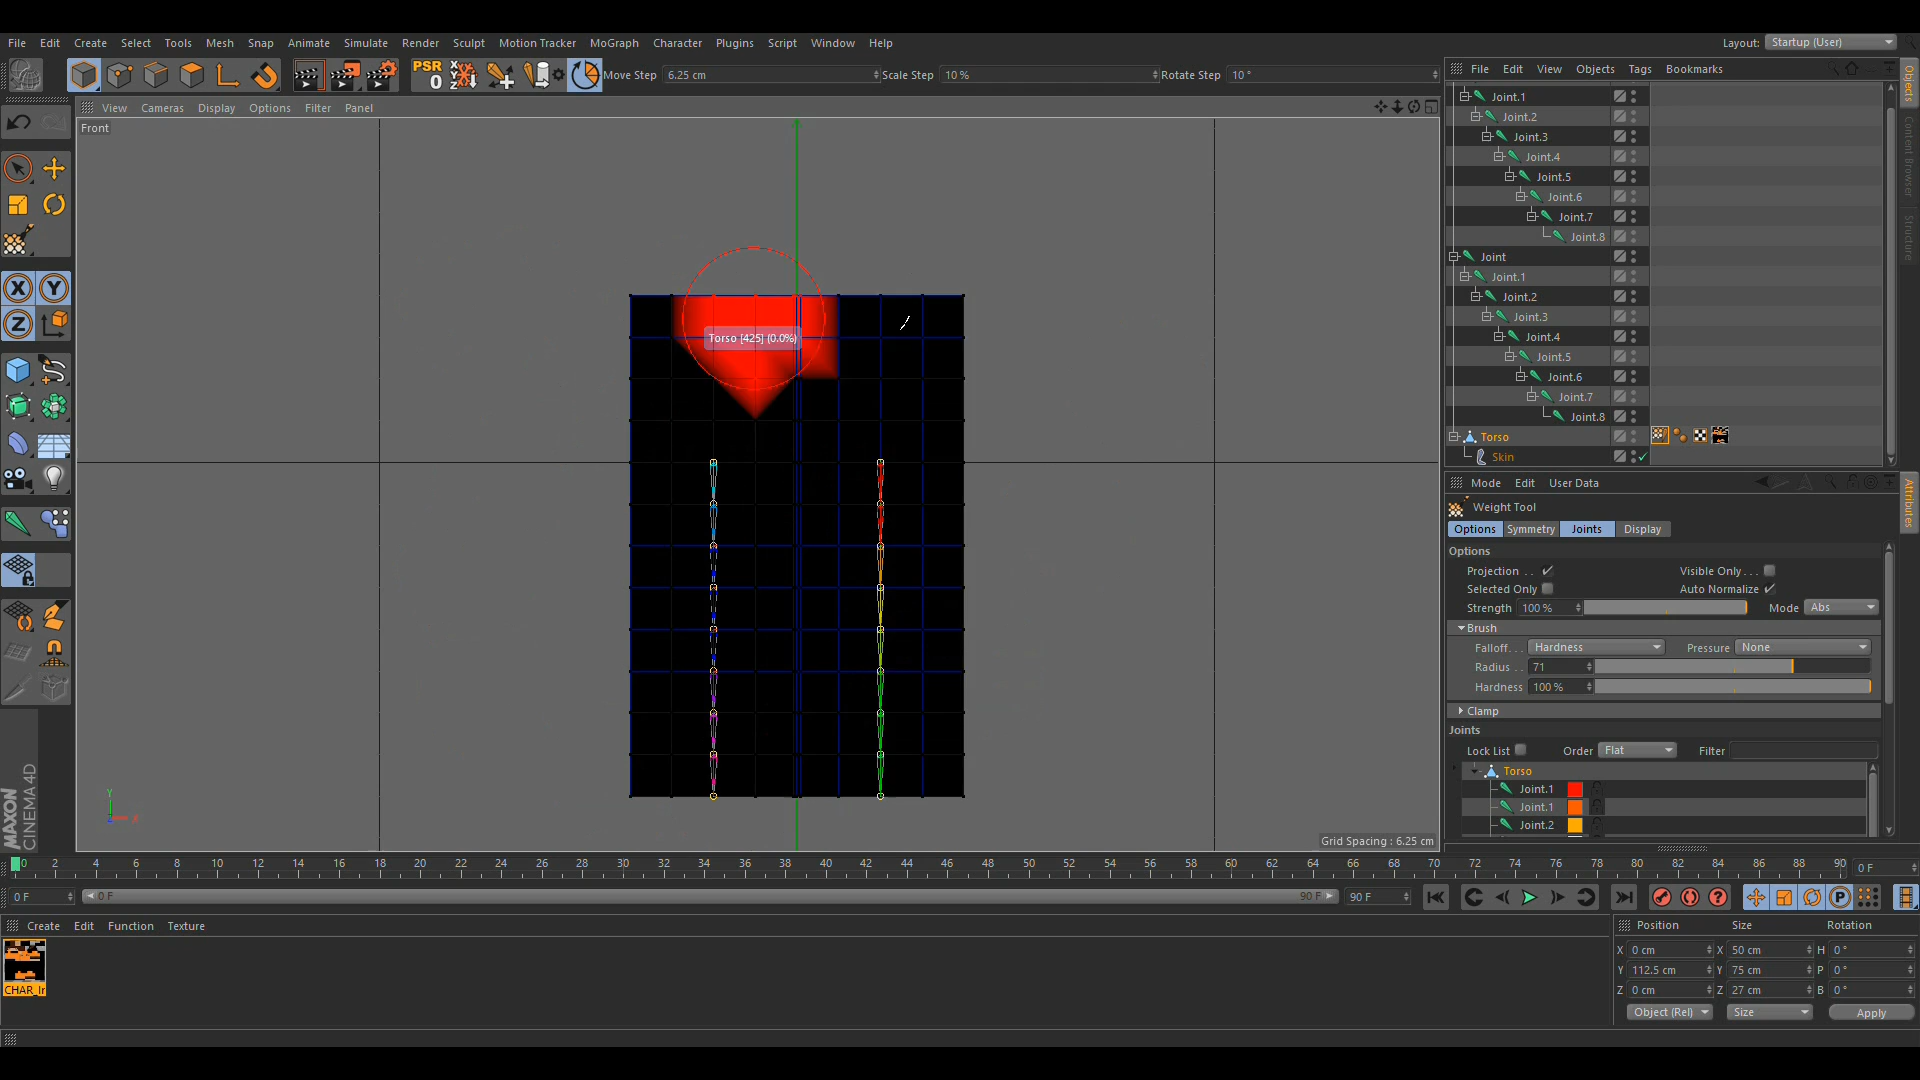 File Edit Create Select Tools Mesh Snap Animate Simulate Render Sculpt Motion Tracker MoGraph Character Plugins Script Window Help
Layout: Startup (User)
PSR 0 Move Step 6.25 cm Scale Step 10 % Rotate Step 10 °
View Cameras Display Options Filter Panel
Front
Torso [425] (0.0%)
Y
X
Grid Spacing : 6.25 cm
X Y
Z
MAXON
CINEMA 4D
File Edit View Objects Tags Bookmarks
Joint.1
Joint.2
Joint.3
Joint.4
Joint.5
Joint.6
Joint.7
Joint.8
Joint
Joint.1
Joint.2
Joint.3
Joint.4
Joint.5
Joint.6
Joint.7
Joint.8
Torso
Skin
Objects
Content Browser
Structure
Attributes
Mode Edit User Data
Weight Tool
Options Symmetry Joints Display
Options
Projection . . Visible Only . . .
Selected Only Auto Normalize
Strength 100 % Mode Abs
Brush
Falloff. . . Hardness Pressure None
Radius . . 71
Hardness 100 %
Clamp
Joints
Lock List Order Flat Filter
Torso
Joint.1
Joint.1
Joint.2
0 2 4 6 8 10 12 14 16 18 20 22 24 26 28 30 32 34 36 38 40 42 44 46 48 50 52 54 56 58 60 62 64 66 68 70 72 74 76 78 80 82 84 86 88 90 0 F
0 F 0 F 90 F 90 F
Create Edit Function Texture
CHAR_Ir
Position Size Rotation
X 0 cm X 50 cm H 0 °
Y 112.5 cm Y 75 cm P 0 °
Z 0 cm Z 27 cm B 0 °
Object (Rel) Size Apply